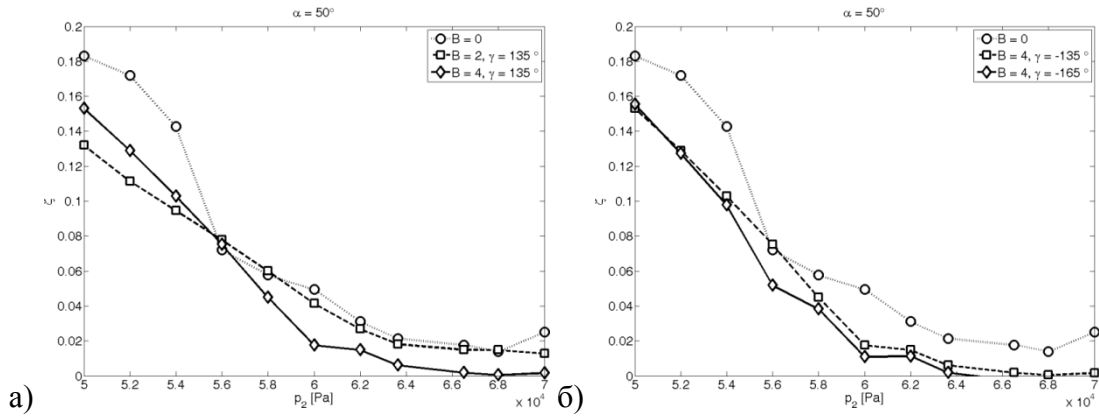 α = 50°
0.2
0.18
0.16
0.14
0.12
0.1
0.08
0.06
0.04
0.02
0
ζ
B = 0
B = 2, γ = 135 °
B = 4, γ = 135 °
5 5.2 5.4 5.6 5.8 6 6.2 6.4 6.6 6.8 7
p₂ [Pa]
x 10⁴
а)
α = 50°
0.2
0.18
0.16
0.14
0.12
0.1
0.08
0.06
0.04
0.02
0
ζ
B = 0
B = 4, γ = -135 °
B = 4, γ = -165 °
5 5.2 5.4 5.6 5.8 6 6.2 6.4 6.6 6.8 7
p₂ [Pa]
x 10⁴
б)